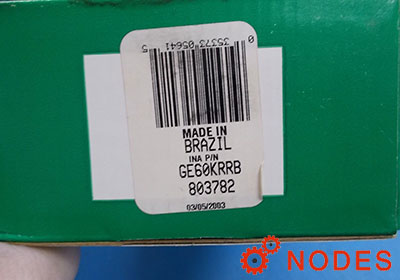 0 35373 05641 5
MADE IN
BRAZIL
INA P/N
GE60KRRB
803782
03/05/2003
NODES